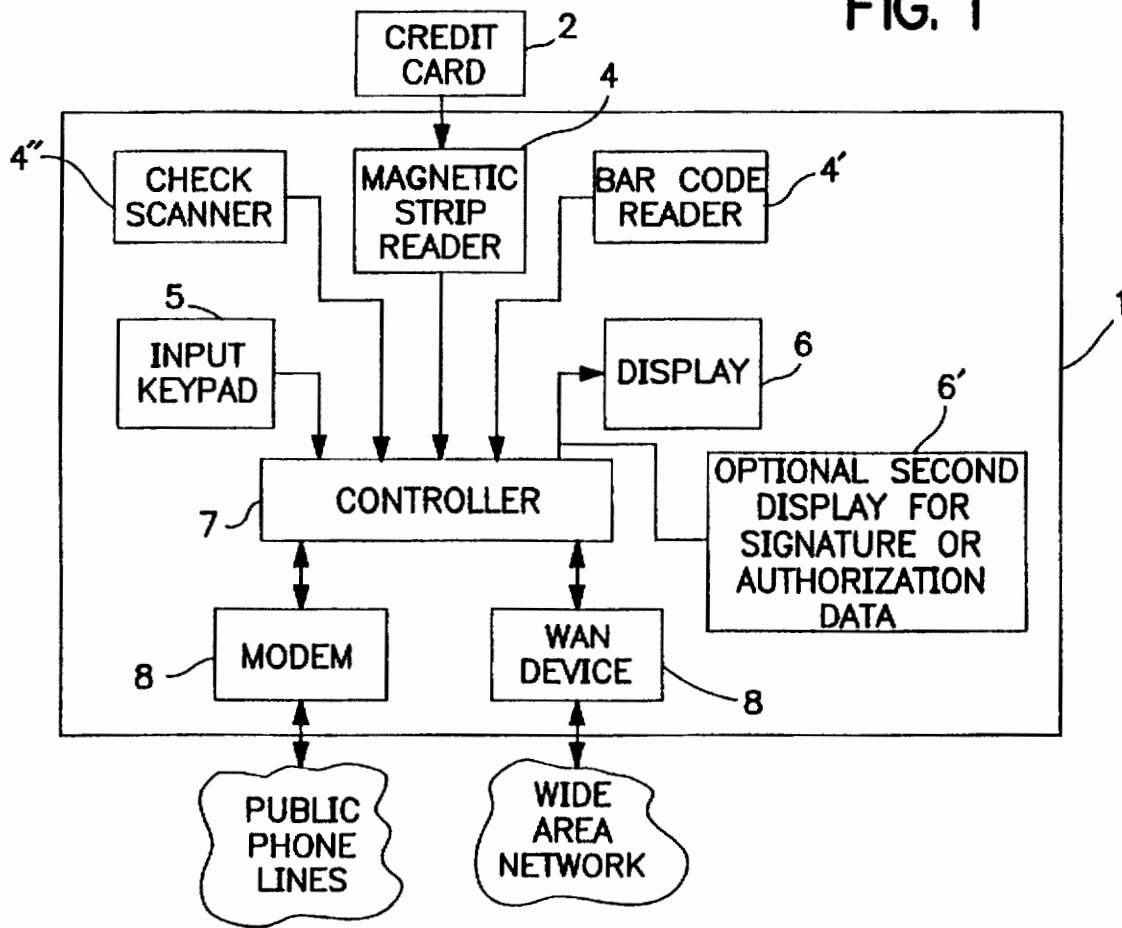 FIG. 1
CREDIT
CARD
2
4
4"
CHECK
SCANNER
MAGNETIC
STRIP
READER
BAR CODE
READER
4'
1
5
INPUT
KEYPAD
DISPLAY
6
6'
OPTIONAL SECOND
DISPLAY FOR
SIGNATURE OR
AUTHORIZATION
DATA
CONTROLLER
7
MODEM
8
WAN
DEVICE
8
PUBLIC
PHONE
LINES
WIDE
AREA
NETWORK